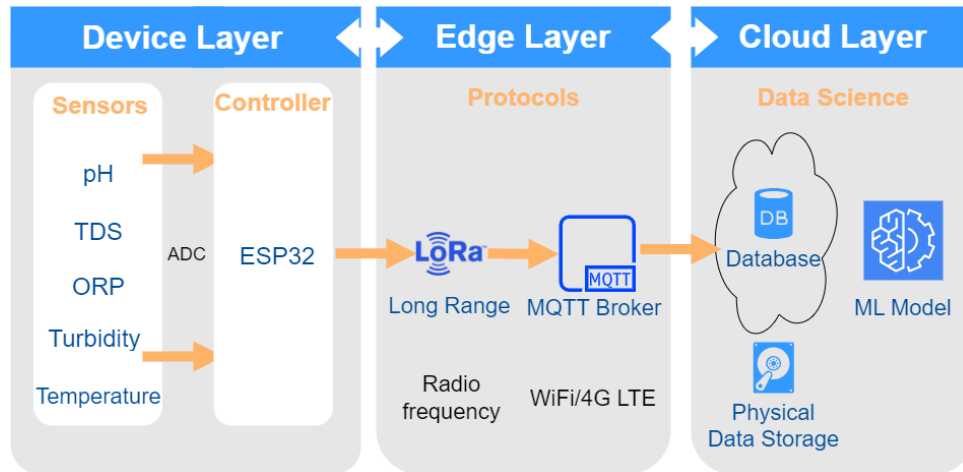 Device Layer
Edge Layer
Cloud Layer
Sensors
Controller
Protocols
Data Science
pH
TDS
ORP
Turbidity
Temperature
ADC
ESP32
LoRa™
Long Range
MQTT
MQTT Broker
Radio
frequency
WiFi/4G LTE
DB
Database
ML Model
Physical
Data Storage